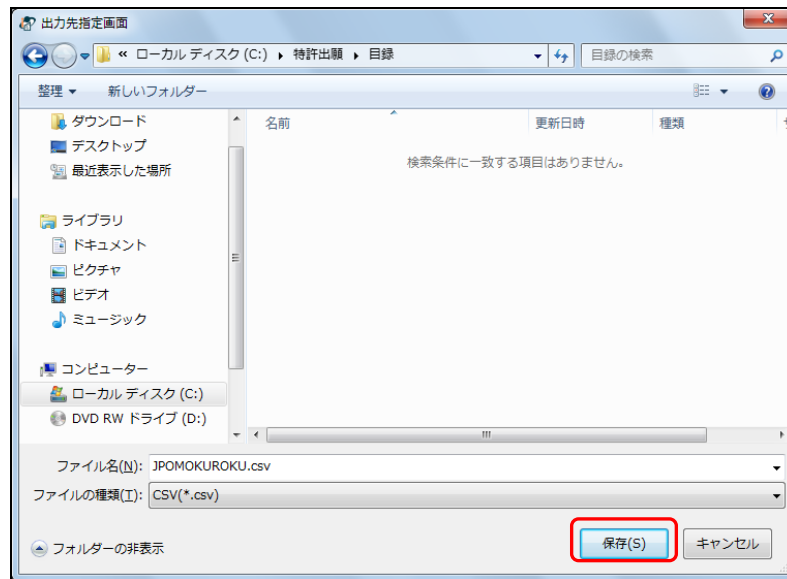 出力先指定画面
« ローカル ディスク (C:) 特許出願 目録
目録の検索
整理 新しいフォルダー
名前 更新日時 種類
検索条件に一致する項目はありません。
ダウンロード
デスクトップ
最近表示した場所
ライブラリ
ドキュメント
ピクチャ
ビデオ
ミュージック
コンピューター
ローカル ディスク (C:)
DVD RW ドライブ (D:)
ファイル名(N): JPOMOKUROKU.csv
ファイルの種類(T): CSV(*.csv)
フォルダーの非表示 保存(S) キャンセル